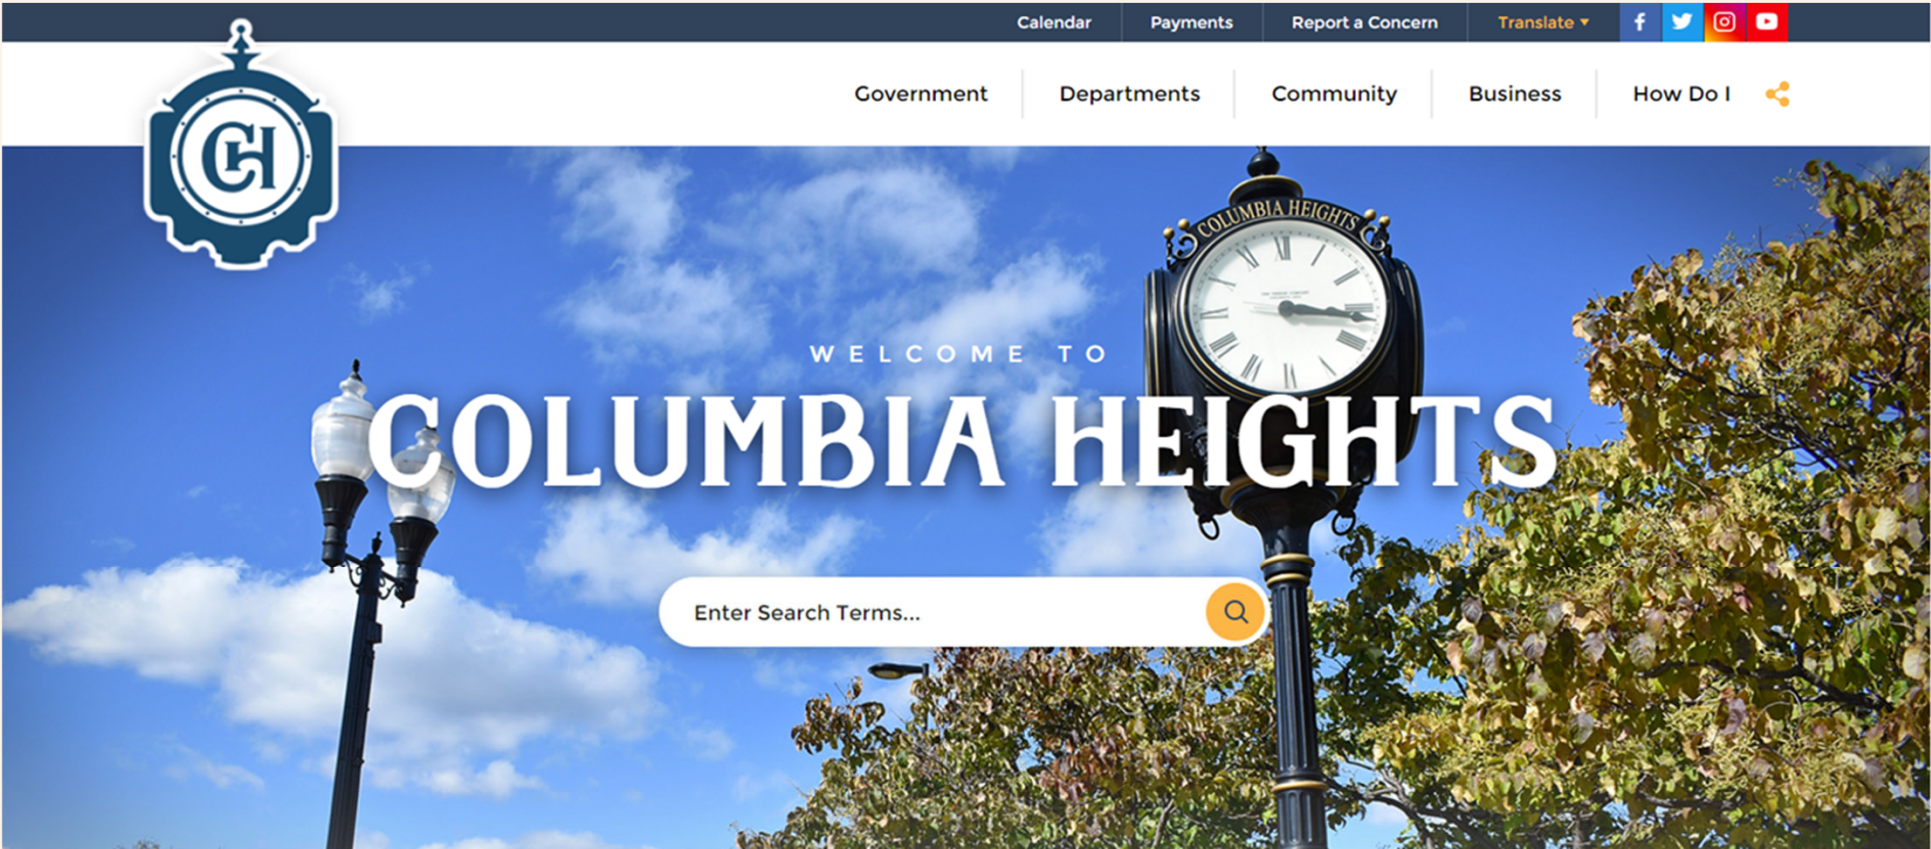 Calendar
Payments
Report a Concern
Translate
Government
Departments
Community
Business
How Do I
CH
COLUMBIA HEIGHTS
WELCOME TO
COLUMBIA HEIGHTS
Enter Search Terms...